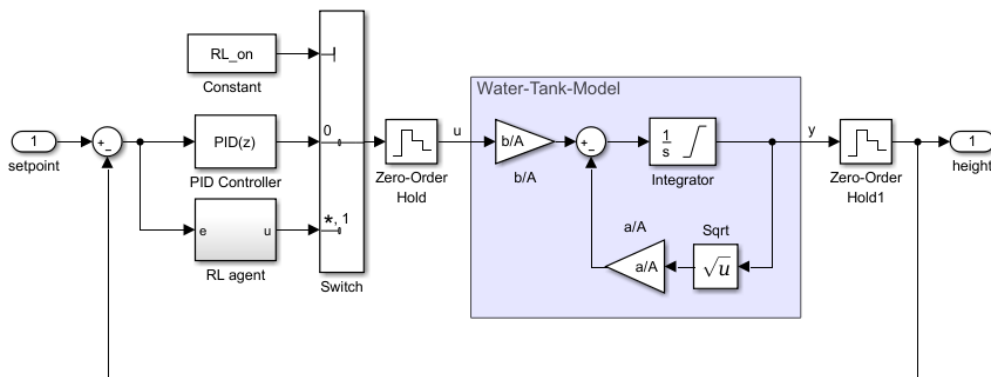 RL_on
Constant
Water-Tank-Model
1
setpoint
+
−
PID(z)
PID Controller
0
Zero-Order
Hold
u
b/A
b/A
+
−
1
s
Integrator
y
Zero-Order
Hold1
1
height
e
u
RL agent
*, 1
Switch
a/A
a/A
Sqrt
√u